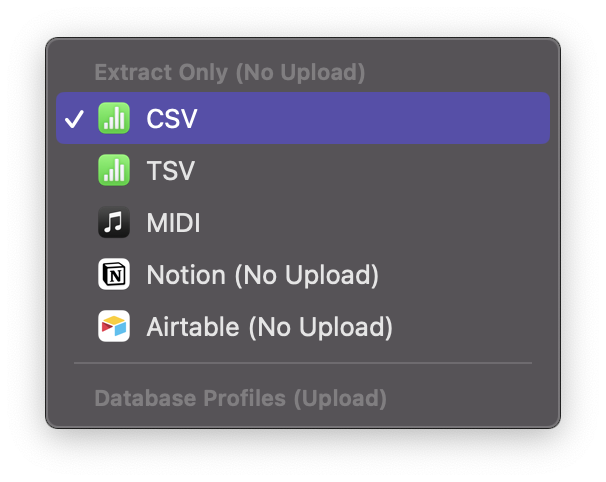 Extract Only (No Upload)
CSV
TSV
MIDI
Notion (No Upload)
Airtable (No Upload)
Database Profiles (Upload)